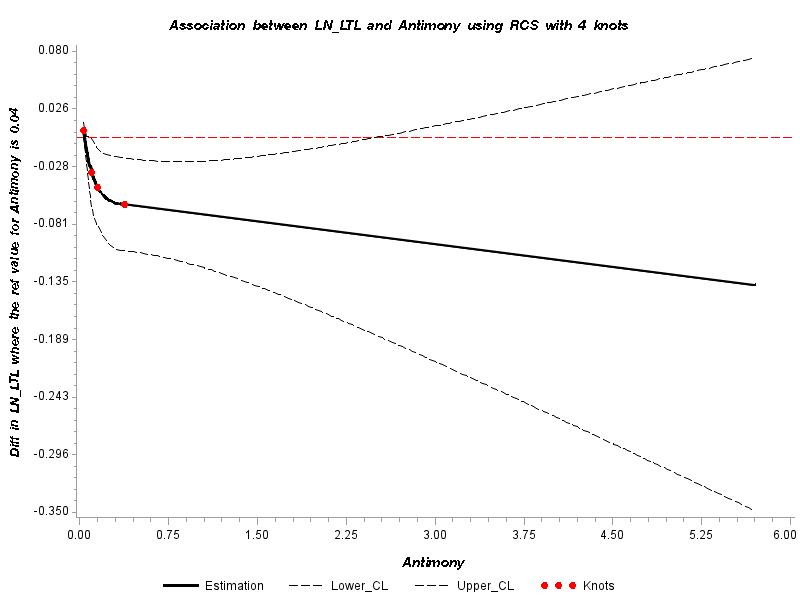 Association between LN_LTL and Antimony using RCS with 4 knots
Diff in LN_LTL where the ref value for Antimony is 0.04
0.080
0.026
-0.028
-0.081
-0.135
-0.189
-0.243
-0.296
-0.350
0.00 0.75 1.50 2.25 3.00 3.75 4.50 5.25 6.00
Antimony
Estimation Lower_CL Upper_CL Knots